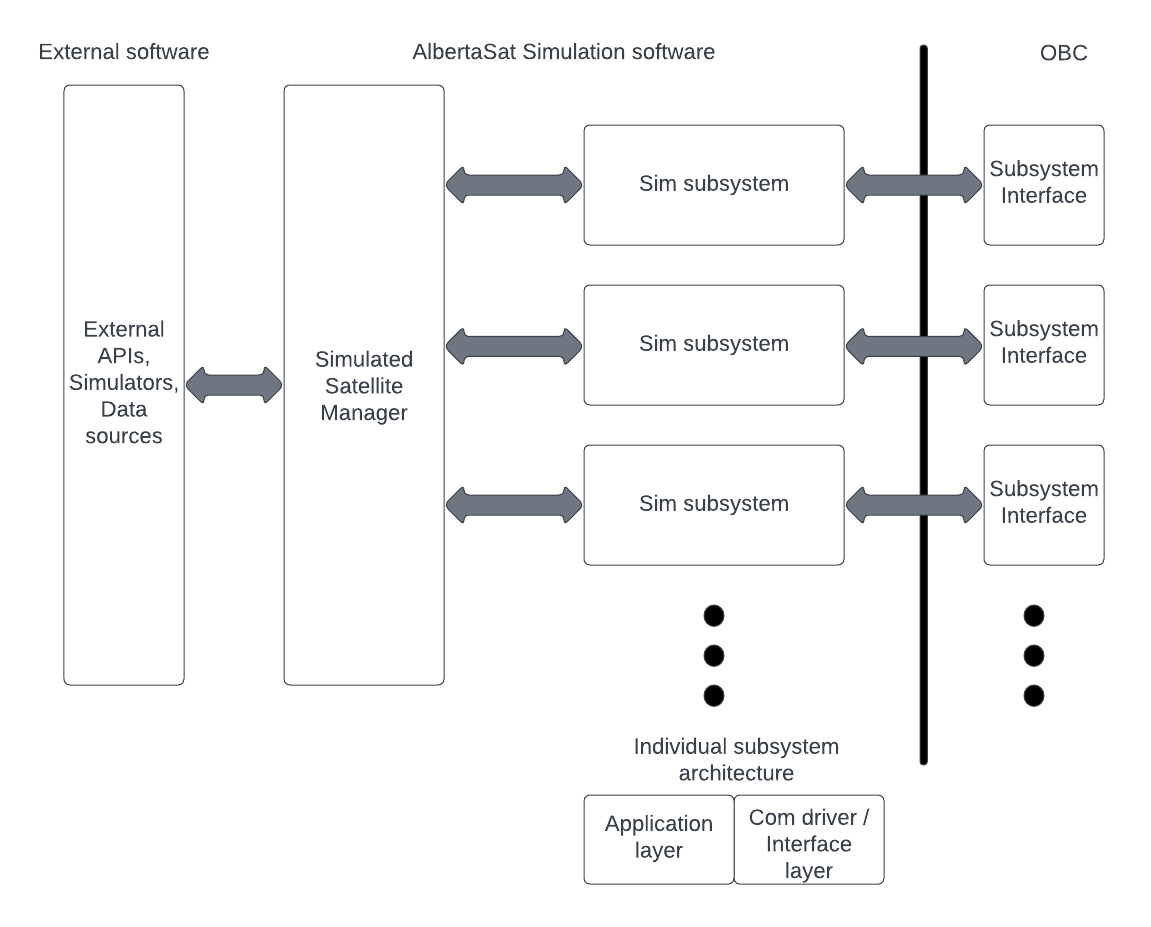 External software
AlbertaSat Simulation software
OBC
External
APIs,
Simulators,
Data
sources
Simulated
Satellite
Manager
Sim subsystem
Subsystem
Interface
Sim subsystem
Subsystem
Interface
Sim subsystem
Subsystem
Interface
Individual subsystem
architecture
Application
layer
Com driver /
Interface
layer